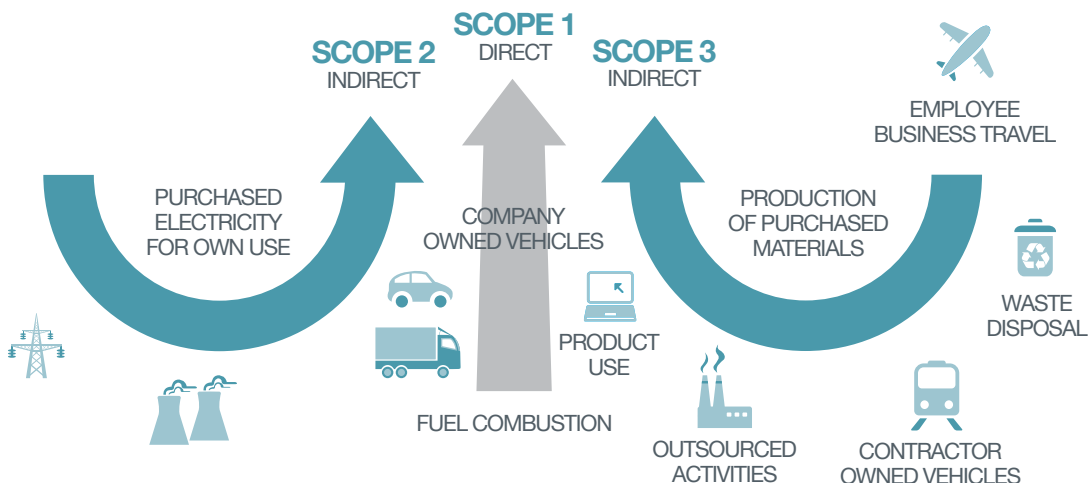 SCOPE 1
DIRECT
SCOPE 2
INDIRECT
SCOPE 3
INDIRECT
EMPLOYEE
BUSINESS TRAVEL
PURCHASED
ELECTRICITY
FOR OWN USE
COMPANY
OWNED VEHICLES
PRODUCTION
OF PURCHASED
MATERIALS
WASTE
DISPOSAL
PRODUCT
USE
FUEL COMBUSTION
OUTSOURCED
ACTIVITIES
CONTRACTOR
OWNED VEHICLES